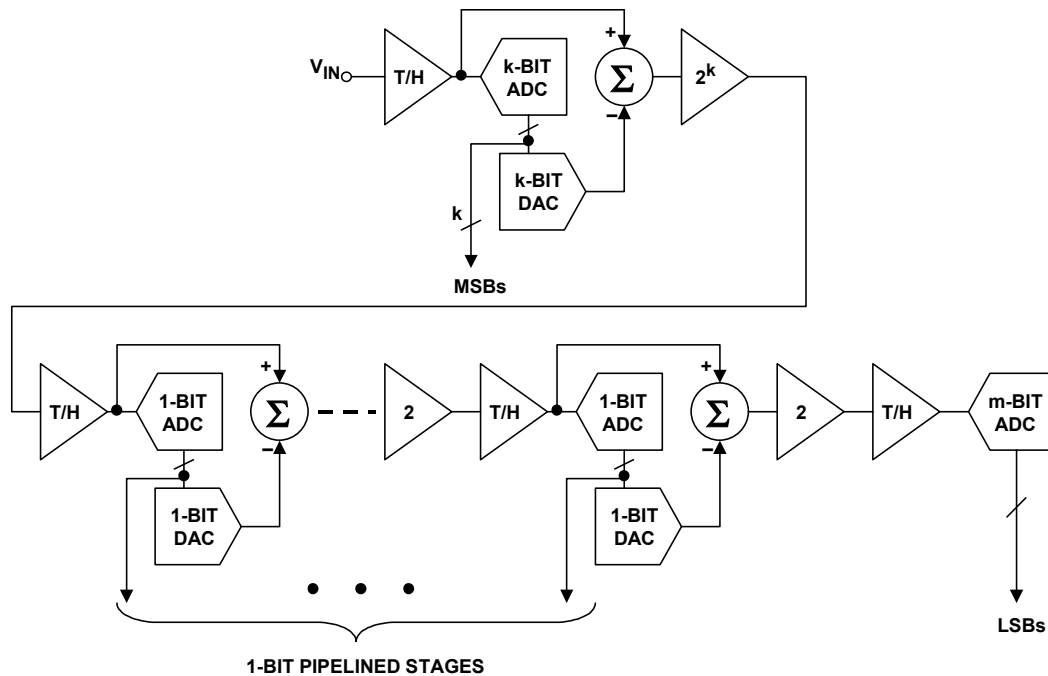 V_IN
T/H
k-BIT
ADC
+
Σ
−
2^k
k-BIT
DAC
k
MSBs
T/H
1-BIT
ADC
+
Σ
−
1-BIT
DAC
2
T/H
1-BIT
ADC
+
Σ
−
1-BIT
DAC
2
T/H
m-BIT
ADC
LSBs
1-BIT PIPELINED STAGES